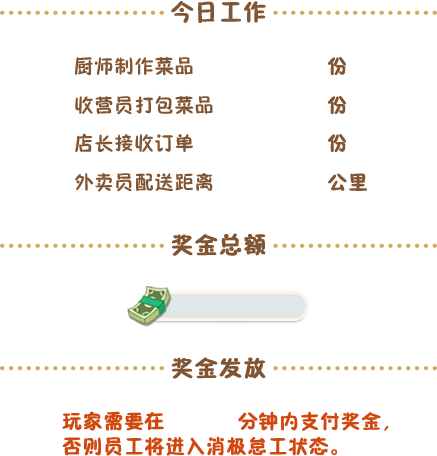 今日工作
厨师制作菜品 份
收营员打包菜品 份
店长接收订单 份
外卖员配送距离 公里
奖金总额
奖金发放
玩家需要在 分钟内支付奖金，
否则员工将进入消极怠工状态。